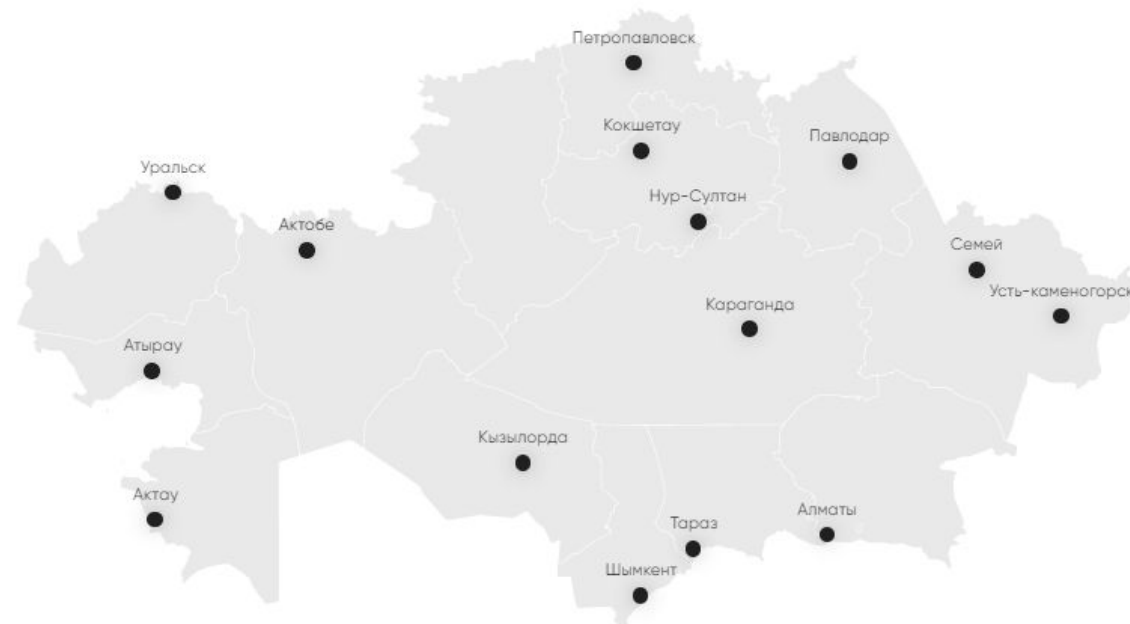 Петропавловск
Кокшетау
Павлодар
Уральск
Нур-Султан
Актобе
Семей
Усть-каменогорск
Караганда
Атырау
Кызылорда
Актау
Алматы
Тараз
Шымкент